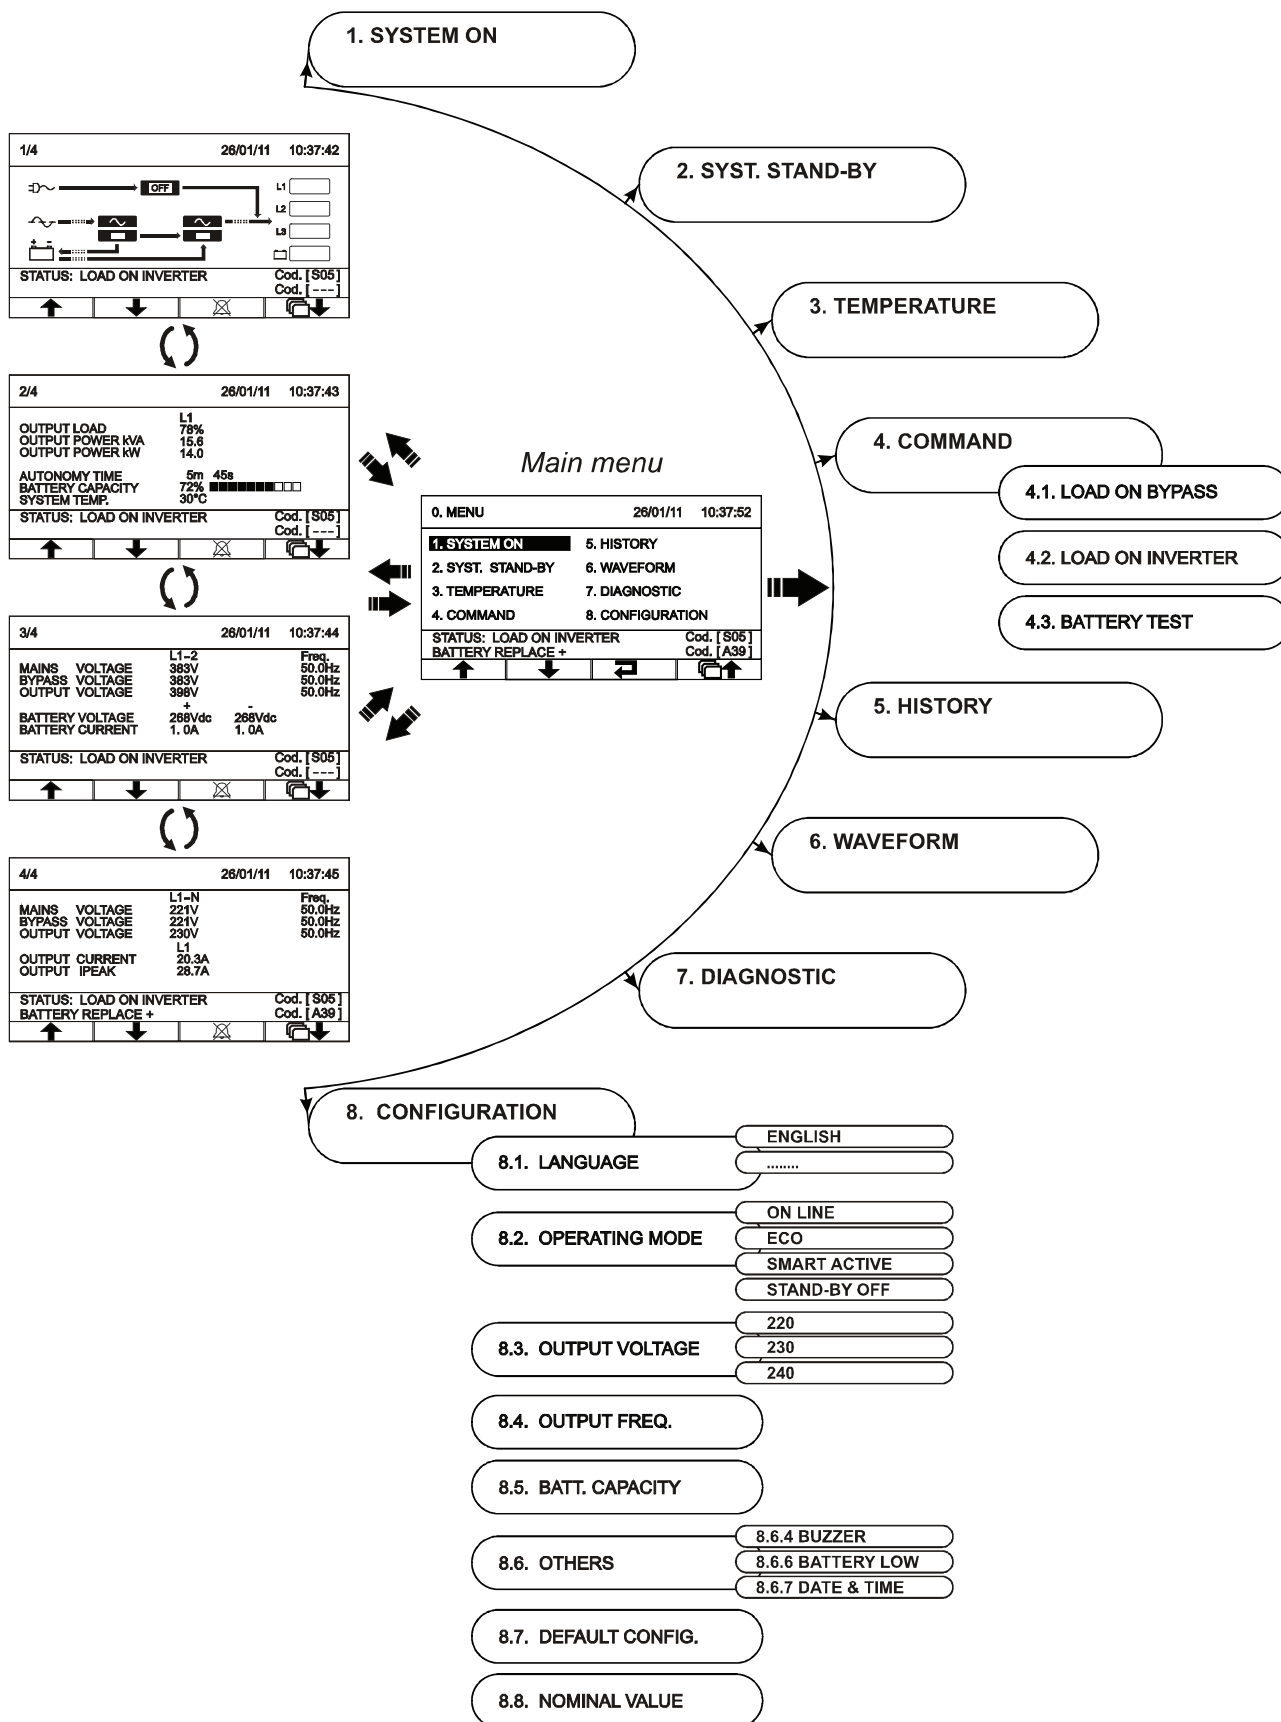 1. SYSTEM ON
2. SYST. STAND-BY
3. TEMPERATURE
4. COMMAND
4.1. LOAD ON BYPASS
4.2. LOAD ON INVERTER
4.3. BATTERY TEST
5. HISTORY
6. WAVEFORM
7. DIAGNOSTIC
1/4 26/01/11 10:37:42
OFF
L1
L2
L3
+ -
STATUS: LOAD ON INVERTER Cod. [S05]
Cod. [---]
2/4 26/01/11 10:37:43
L1
OUTPUT LOAD 78%
OUTPUT POWER kVA 15.6
OUTPUT POWER kW 14.0
AUTONOMY TIME 5m 45s
BATTERY CAPACITY 72%
SYSTEM TEMP. 30°C
STATUS: LOAD ON INVERTER Cod. [S05]
Cod. [---]
3/4 26/01/11 10:37:44
L1-2 Freq.
MAINS VOLTAGE 383V 50.0Hz
BYPASS VOLTAGE 383V 50.0Hz
OUTPUT VOLTAGE 398V 50.0Hz
+ -
BATTERY VOLTAGE 268Vdc 268Vdc
BATTERY CURRENT 1. 0A 1. 0A
STATUS: LOAD ON INVERTER Cod. [S05]
Cod. [---]
4/4 26/01/11 10:37:45
L1-N Freq.
MAINS VOLTAGE 221V 50.0Hz
BYPASS VOLTAGE 221V 50.0Hz
OUTPUT VOLTAGE 230V 50.0Hz
L1
OUTPUT CURRENT 20.3A
OUTPUT IPEAK 28.7A
STATUS: LOAD ON INVERTER Cod. [S05]
BATTERY REPLACE + Cod. [A39]
Main menu
0. MENU 26/01/11 10:37:52
1. SYSTEM ON 5. HISTORY
2. SYST. STAND-BY 6. WAVEFORM
3. TEMPERATURE 7. DIAGNOSTIC
4. COMMAND 8. CONFIGURATION
STATUS: LOAD ON INVERTER Cod. [S05]
BATTERY REPLACE + Cod. [A39]
8. CONFIGURATION
8.1. LANGUAGE
ENGLISH
........
8.2. OPERATING MODE
ON LINE
ECO
SMART ACTIVE
STAND-BY OFF
8.3. OUTPUT VOLTAGE
220
230
240
8.4. OUTPUT FREQ.
8.5. BATT. CAPACITY
8.6. OTHERS
8.6.4 BUZZER
8.6.6 BATTERY LOW
8.6.7 DATE & TIME
8.7. DEFAULT CONFIG.
8.8. NOMINAL VALUE